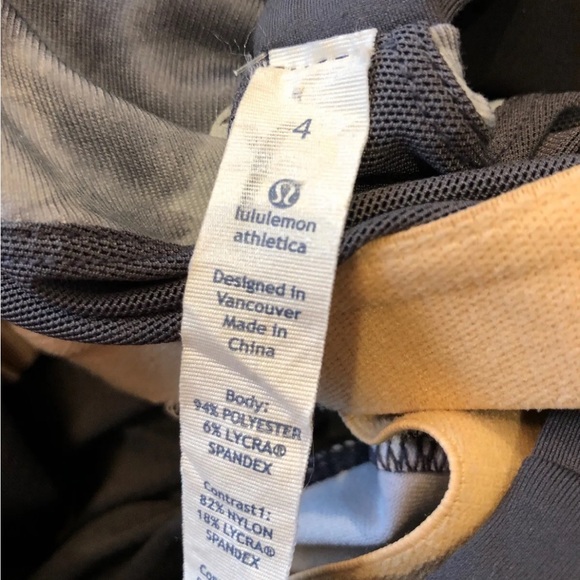 4
lululemon
athletica
Designed in
Vancouver
Made in
China
Body:
94% POLYESTER
6% LYCRA®
SPANDEX
Contrast1:
82% NYLON
18% LYCRA®
SPANDEX